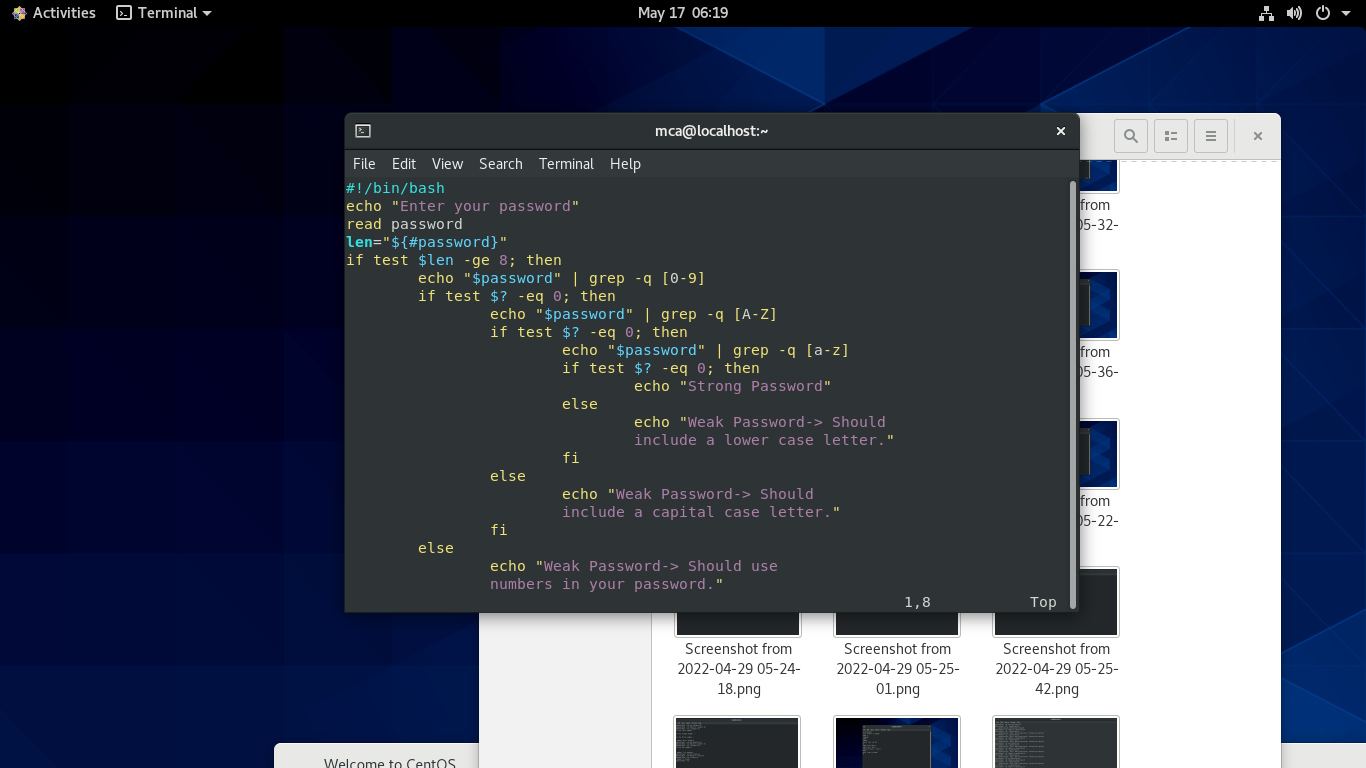 Activities Terminal May 17 06:19
mca@localhost:~
File Edit View Search Terminal Help
#!/bin/bash
echo "Enter your password"
read password
len="${#password}"
if test $len -ge 8; then
        echo "$password" | grep -q [0-9]
        if test $? -eq 0; then
                echo "$password" | grep -q [A-Z]
                if test $? -eq 0; then
                        echo "$password" | grep -q [a-z]
                        if test $? -eq 0; then
                                echo "Strong Password"
                        else
                                echo "Weak Password-> Should
                                include a lower case letter."
                        fi
                else
                        echo "Weak Password-> Should
                        include a capital case letter."
                fi
        else
                echo "Weak Password-> Should use
                numbers in your password."
1,8 Top
from
05-32-
from
05-36-
from
05-22-
Screenshot from
2022-04-29 05-24-
18.png
Screenshot from
2022-04-29 05-25-
01.png
Screenshot from
2022-04-29 05-25-
42.png
Welcome to CentOS